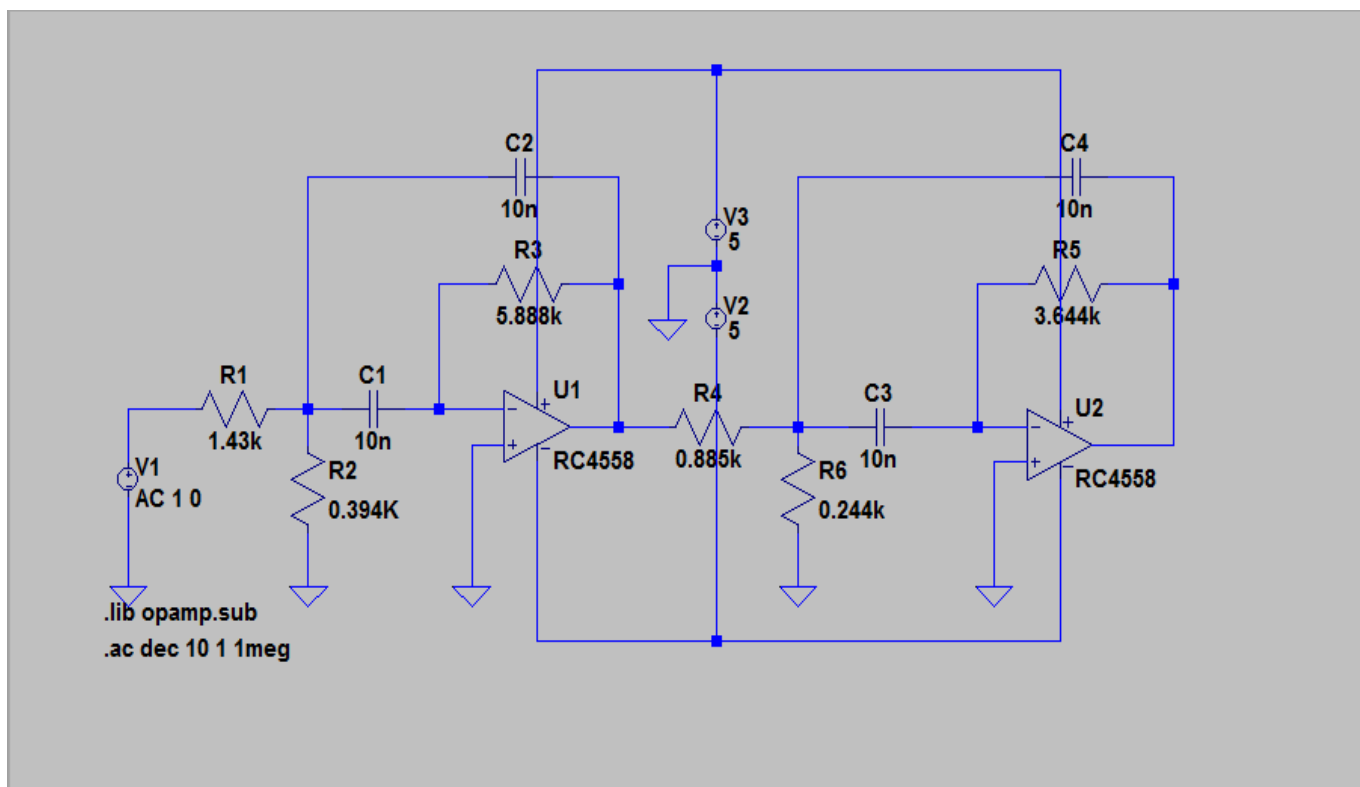 C2
10n
C4
10n
V3
5
R3
5.888k
R5
3.644k
V2
5
R1
1.43k
C1
10n
U1
RC4558
R4
0.885k
C3
10n
U2
RC4558
V1
AC 1 0
R2
0.394K
R6
0.244k
.lib opamp.sub
.ac dec 10 1 1meg